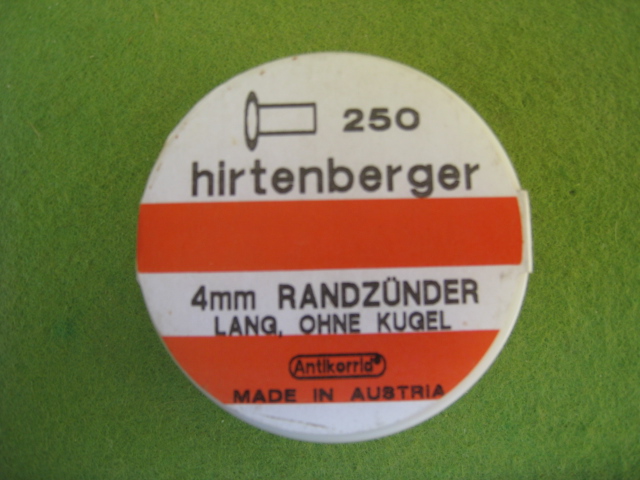 250
hirtenberger
4mm RANDZÜNDER
LANG, OHNE KUGEL
Antikorrid®
MADE IN AUSTRIA